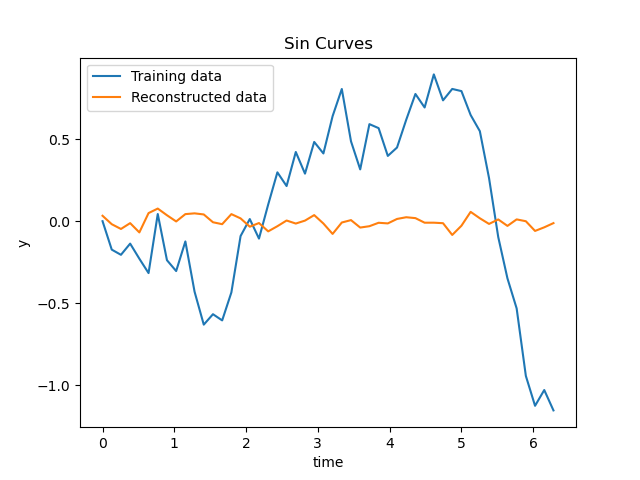 Sin Curves
Training data
Reconstructed data
0.5
0.0
−0.5
−1.0
y
0 1 2 3 4 5 6
time